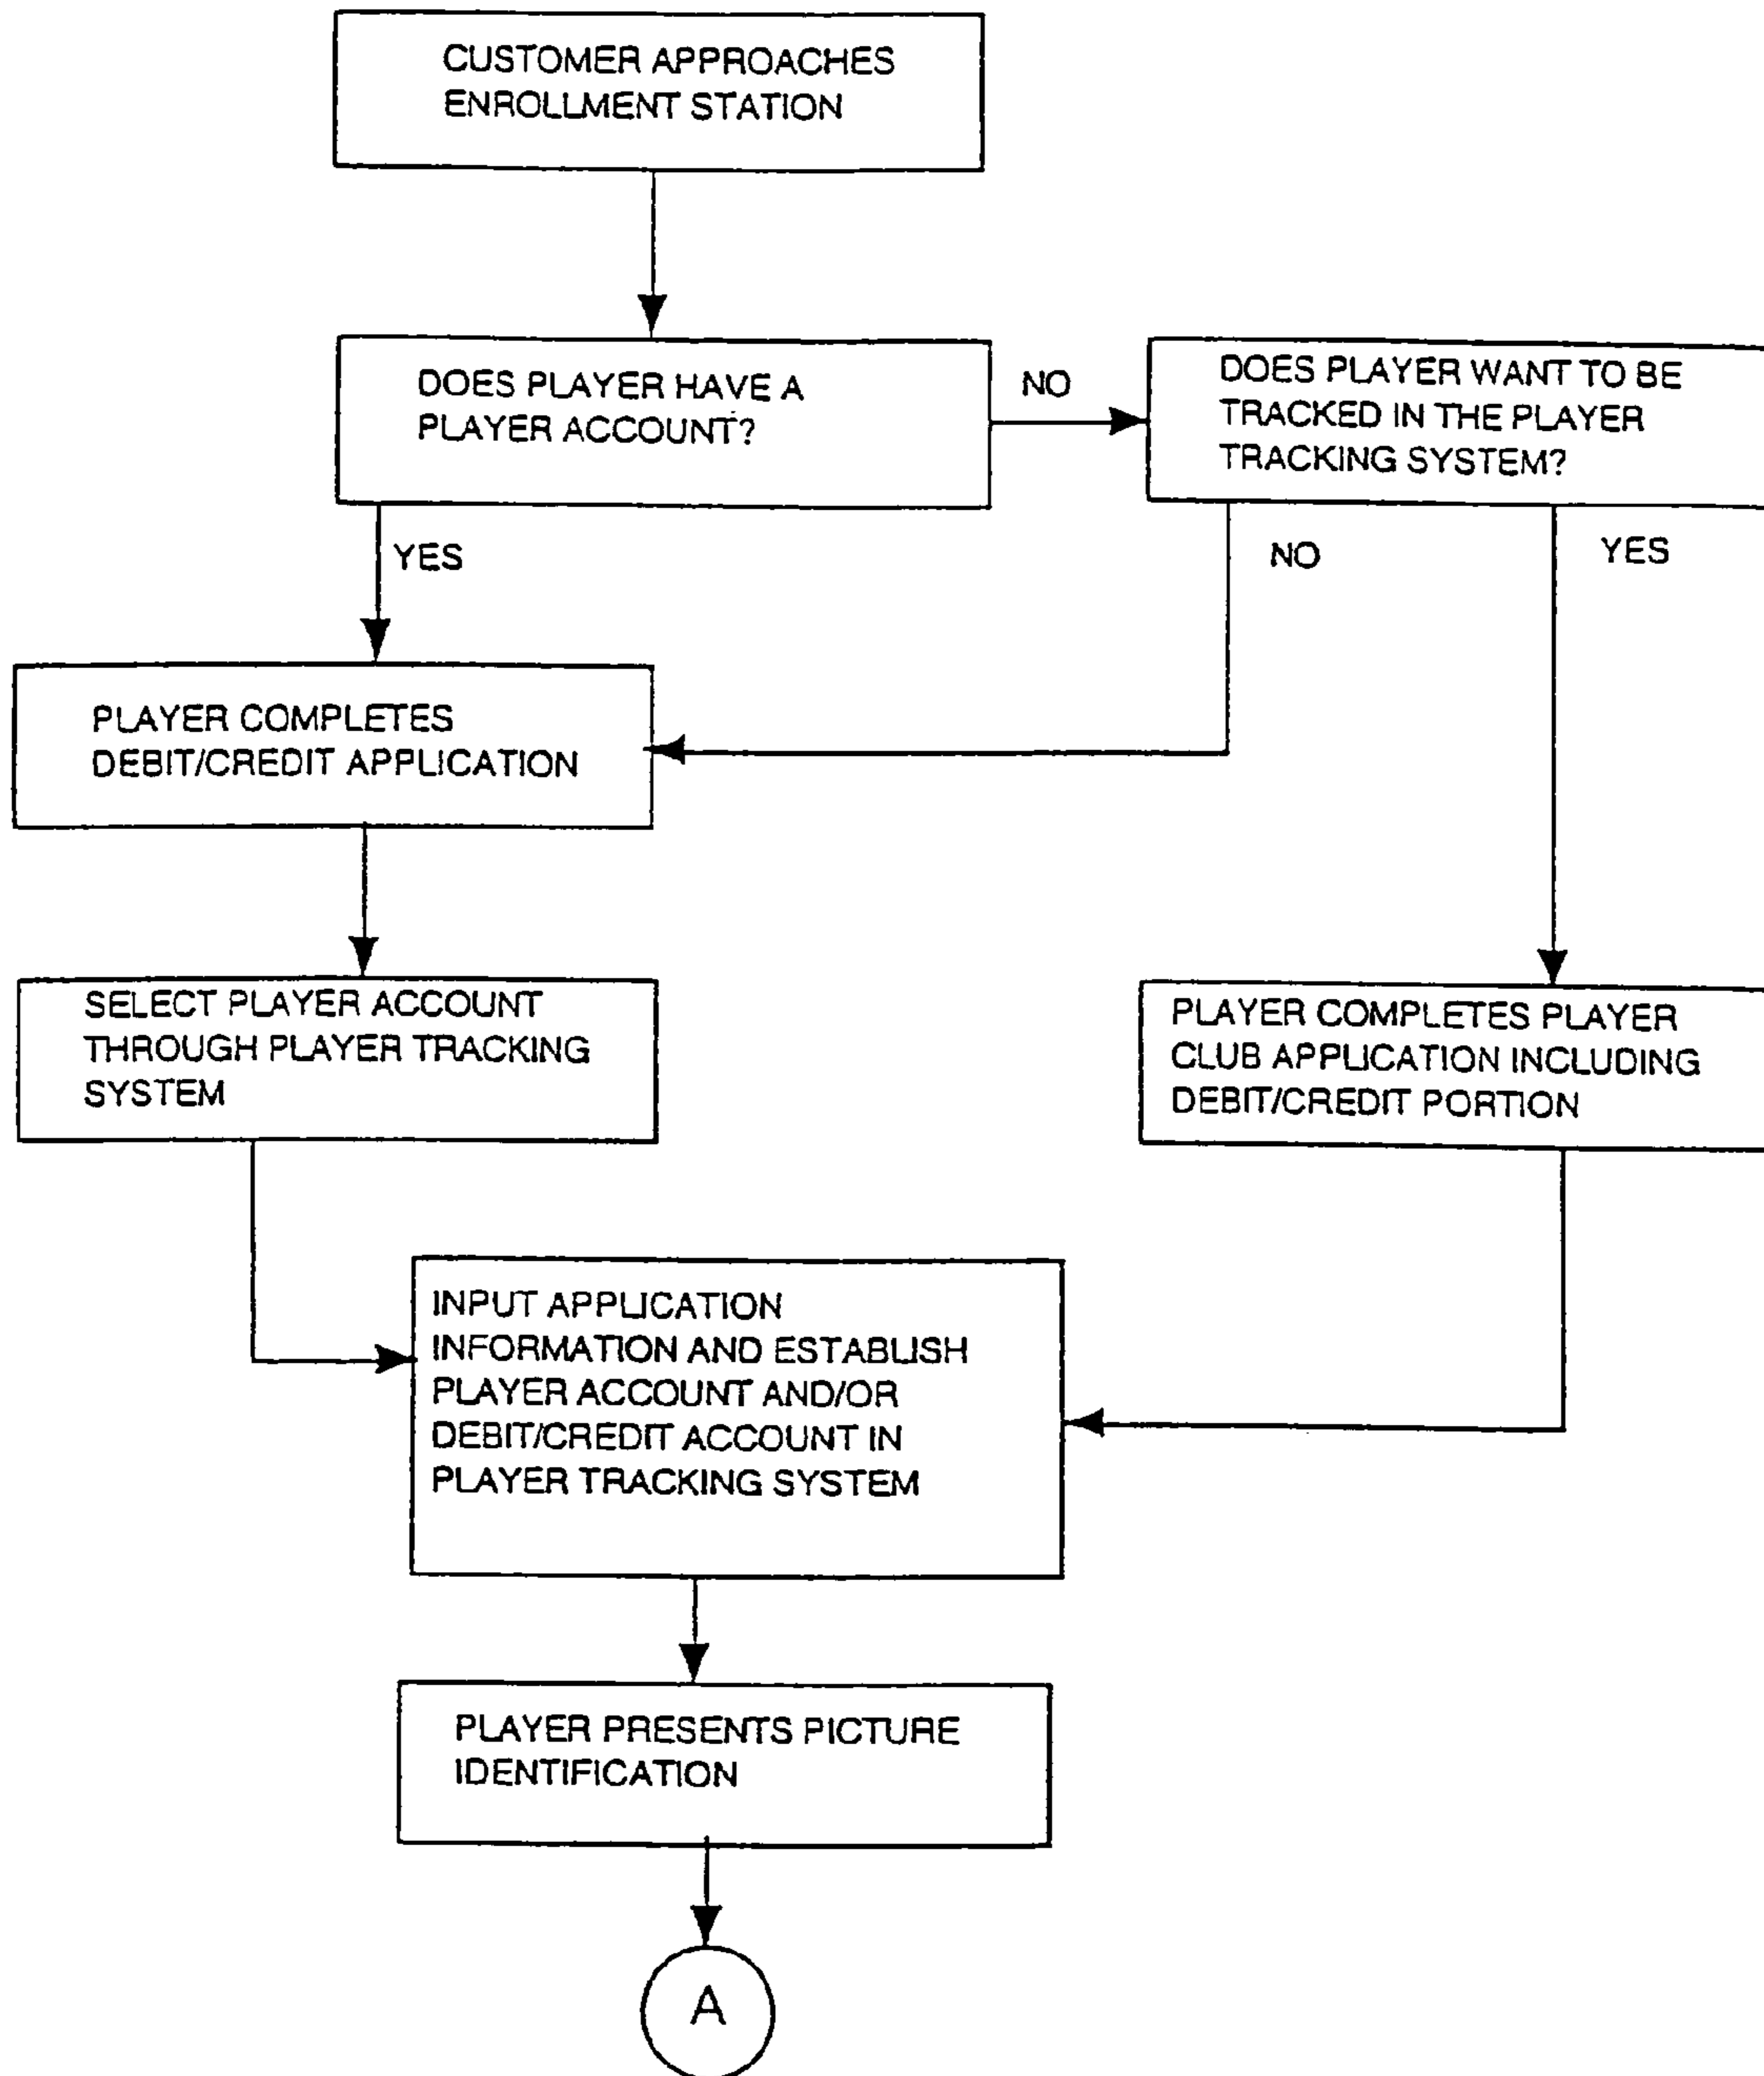 CUSTOMER APPROACHES
ENROLLMENT STATION
DOES PLAYER HAVE A
PLAYER ACCOUNT?
NO
DOES PLAYER WANT TO BE
TRACKED IN THE PLAYER
TRACKING SYSTEM?
YES
NO
YES
PLAYER COMPLETES
DEBIT/CREDIT APPLICATION
SELECT PLAYER ACCOUNT
THROUGH PLAYER TRACKING
SYSTEM
PLAYER COMPLETES PLAYER
CLUB APPLICATION INCLUDING
DEBIT/CREDIT PORTION
INPUT APPLICATION
INFORMATION AND ESTABLISH
PLAYER ACCOUNT AND/OR
DEBIT/CREDIT ACCOUNT IN
PLAYER TRACKING SYSTEM
PLAYER PRESENTS PICTURE
IDENTIFICATION
A